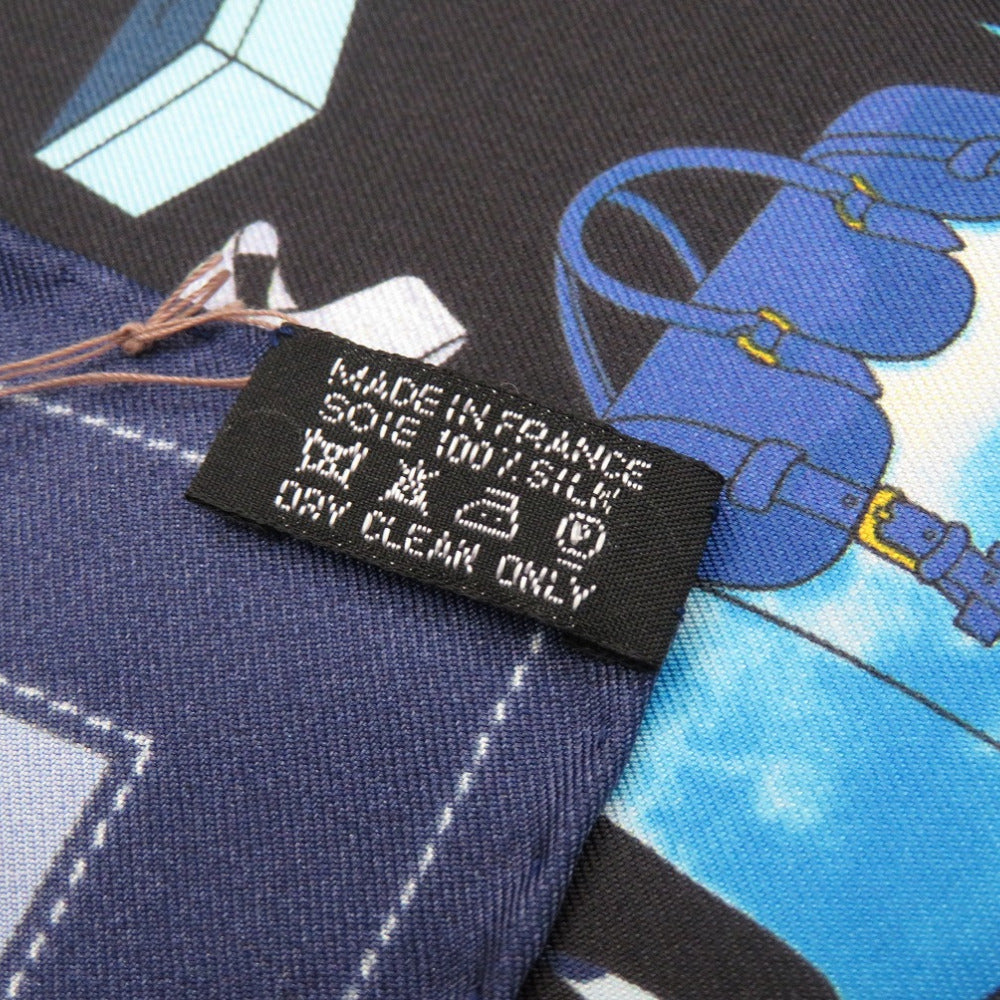 MADE IN FRANCE
SOIE 100% SILK
P
DRY CLEAN ONLY